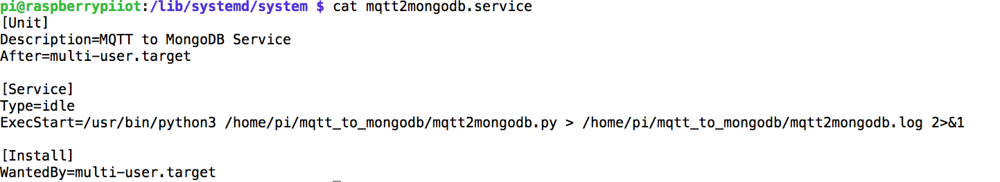 pi@raspberrypiiot:/lib/systemd/system $ cat mqtt2mongodb.service
[Unit]
Description=MQTT to MongoDB Service
After=multi-user.target
[Service]
Type=idle
ExecStart=/usr/bin/python3 /home/pi/mqtt_to_mongodb/mqtt2mongodb.py > /home/pi/mqtt_to_mongodb/mqtt2mongodb.log 2>&1
[Install]
WantedBy=multi-user.target